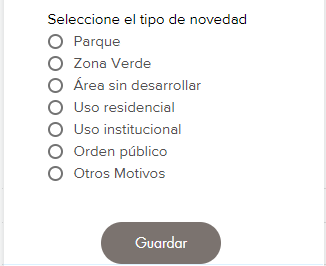 Seleccione el tipo de novedad
Parque
Zona Verde
Área sin desarrollar
Uso residencial
Uso institucional
Orden público
Otros Motivos
Guardar